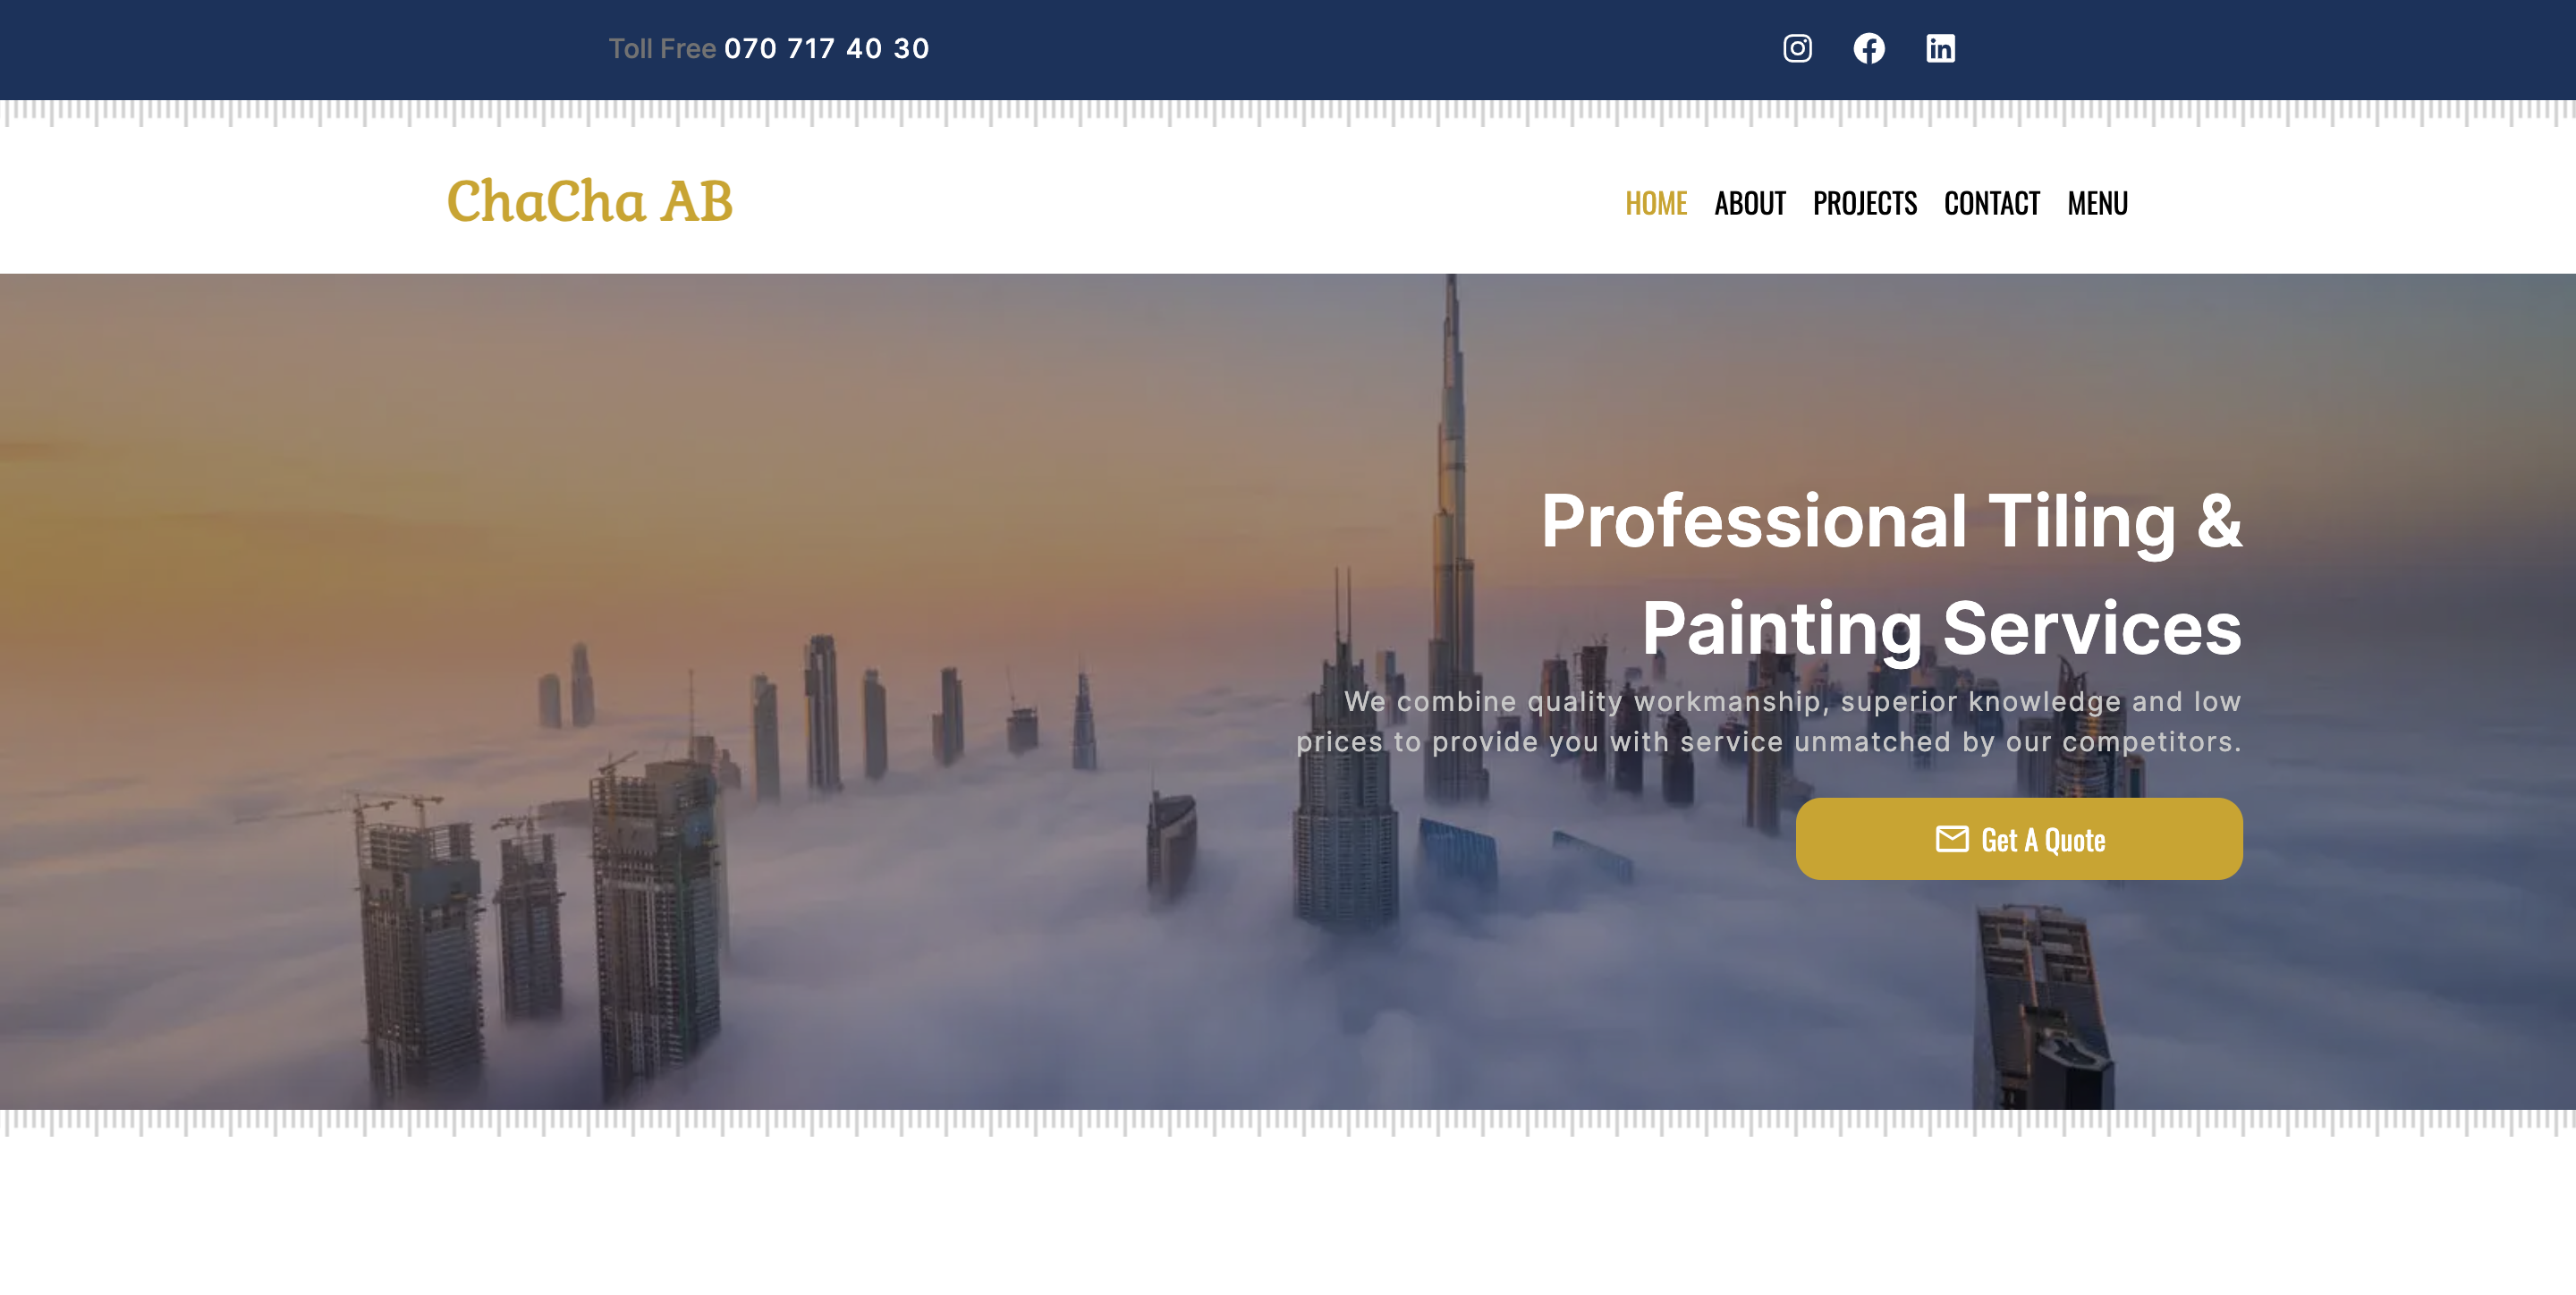 Toll Free 070 717 40 30
ChaCha AB
HOME ABOUT PROJECTS CONTACT MENU
Professional Tiling &
Painting Services
We combine quality workmanship, superior knowledge and low
prices to provide you with service unmatched by our competitors.
Get A Quote